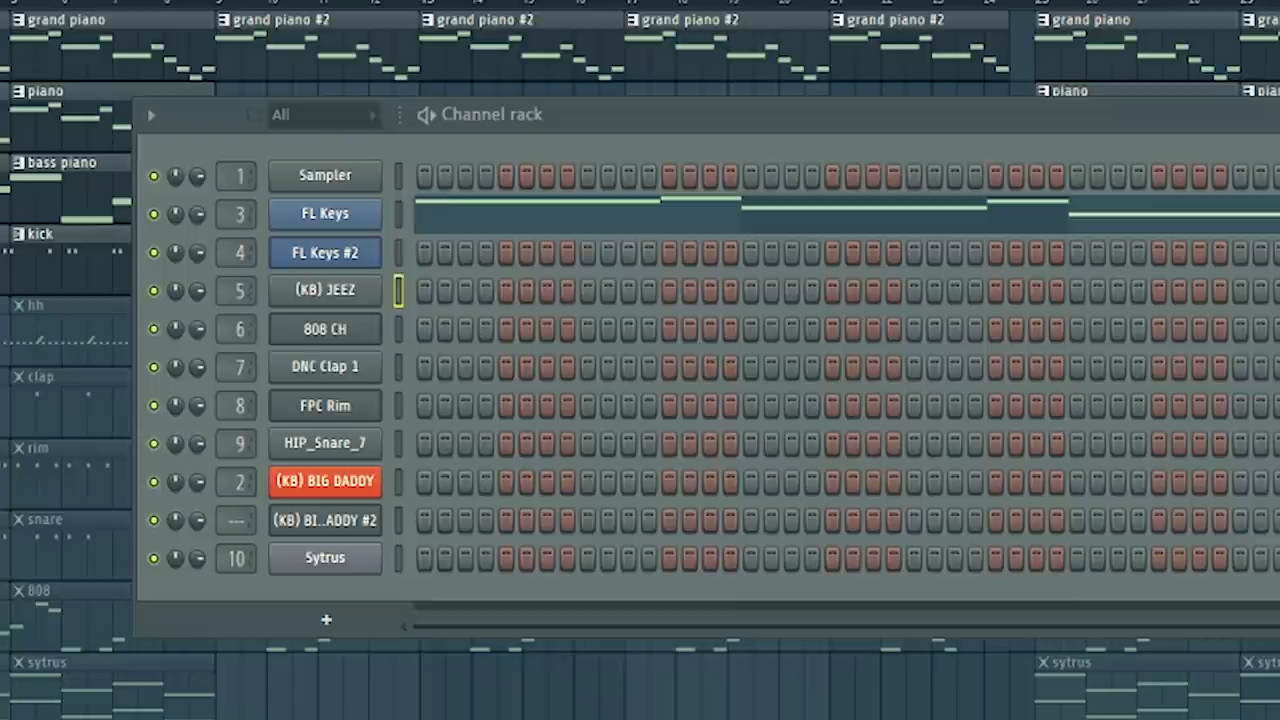 grand piano
grand piano #2
grand piano #2
grand piano #2
grand piano #2
grand piano
piano
piano
All
Channel rack
bass piano
1 Sampler
3 FL Keys
kick
4 FL Keys #2
5 (KB) JEEZ
hh
6 808 CH
7 DNC Clap 1
clap
8 FPC Rim
rim
9 HIP_Snare_7
2 (KB) BIG DADDY
snare
--- (KB) BI..ADDY #2
10 Sytrus
808
+
sytrus
sytrus